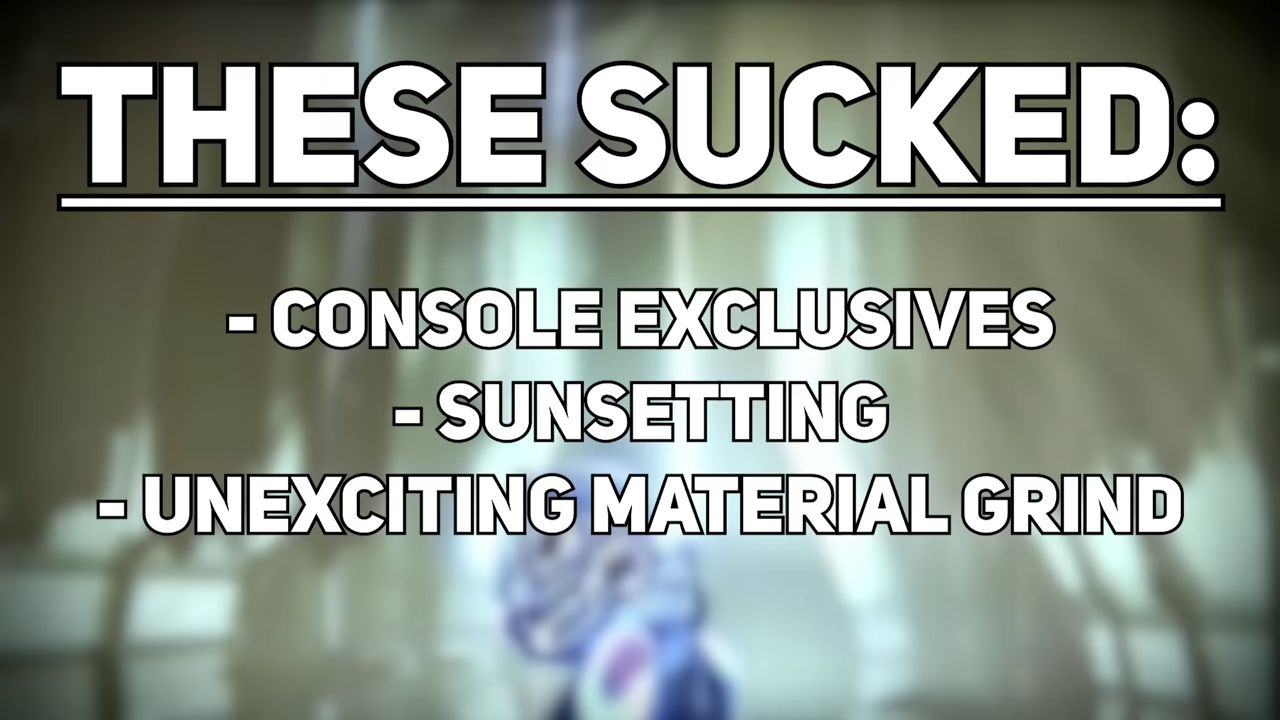 THESE SUCKED:
- CONSOLE EXCLUSIVES
- SUNSETTING
- UNEXCITING MATERIAL GRIND